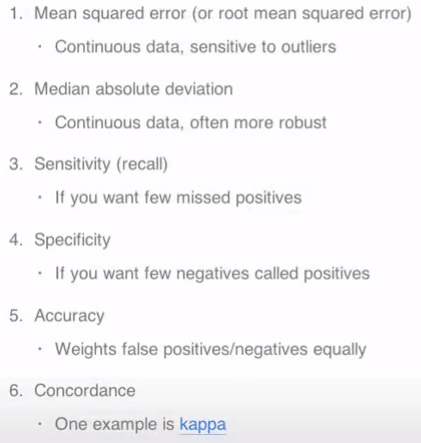 1. Mean squared error (or root mean squared error)
· Continuous data, sensitive to outliers
2. Median absolute deviation
· Continuous data, often more robust
3. Sensitivity (recall)
· If you want few missed positives
4. Specificity
· If you want few negatives called positives
5. Accuracy
· Weights false positives/negatives equally
6. Concordance
· One example is kappa